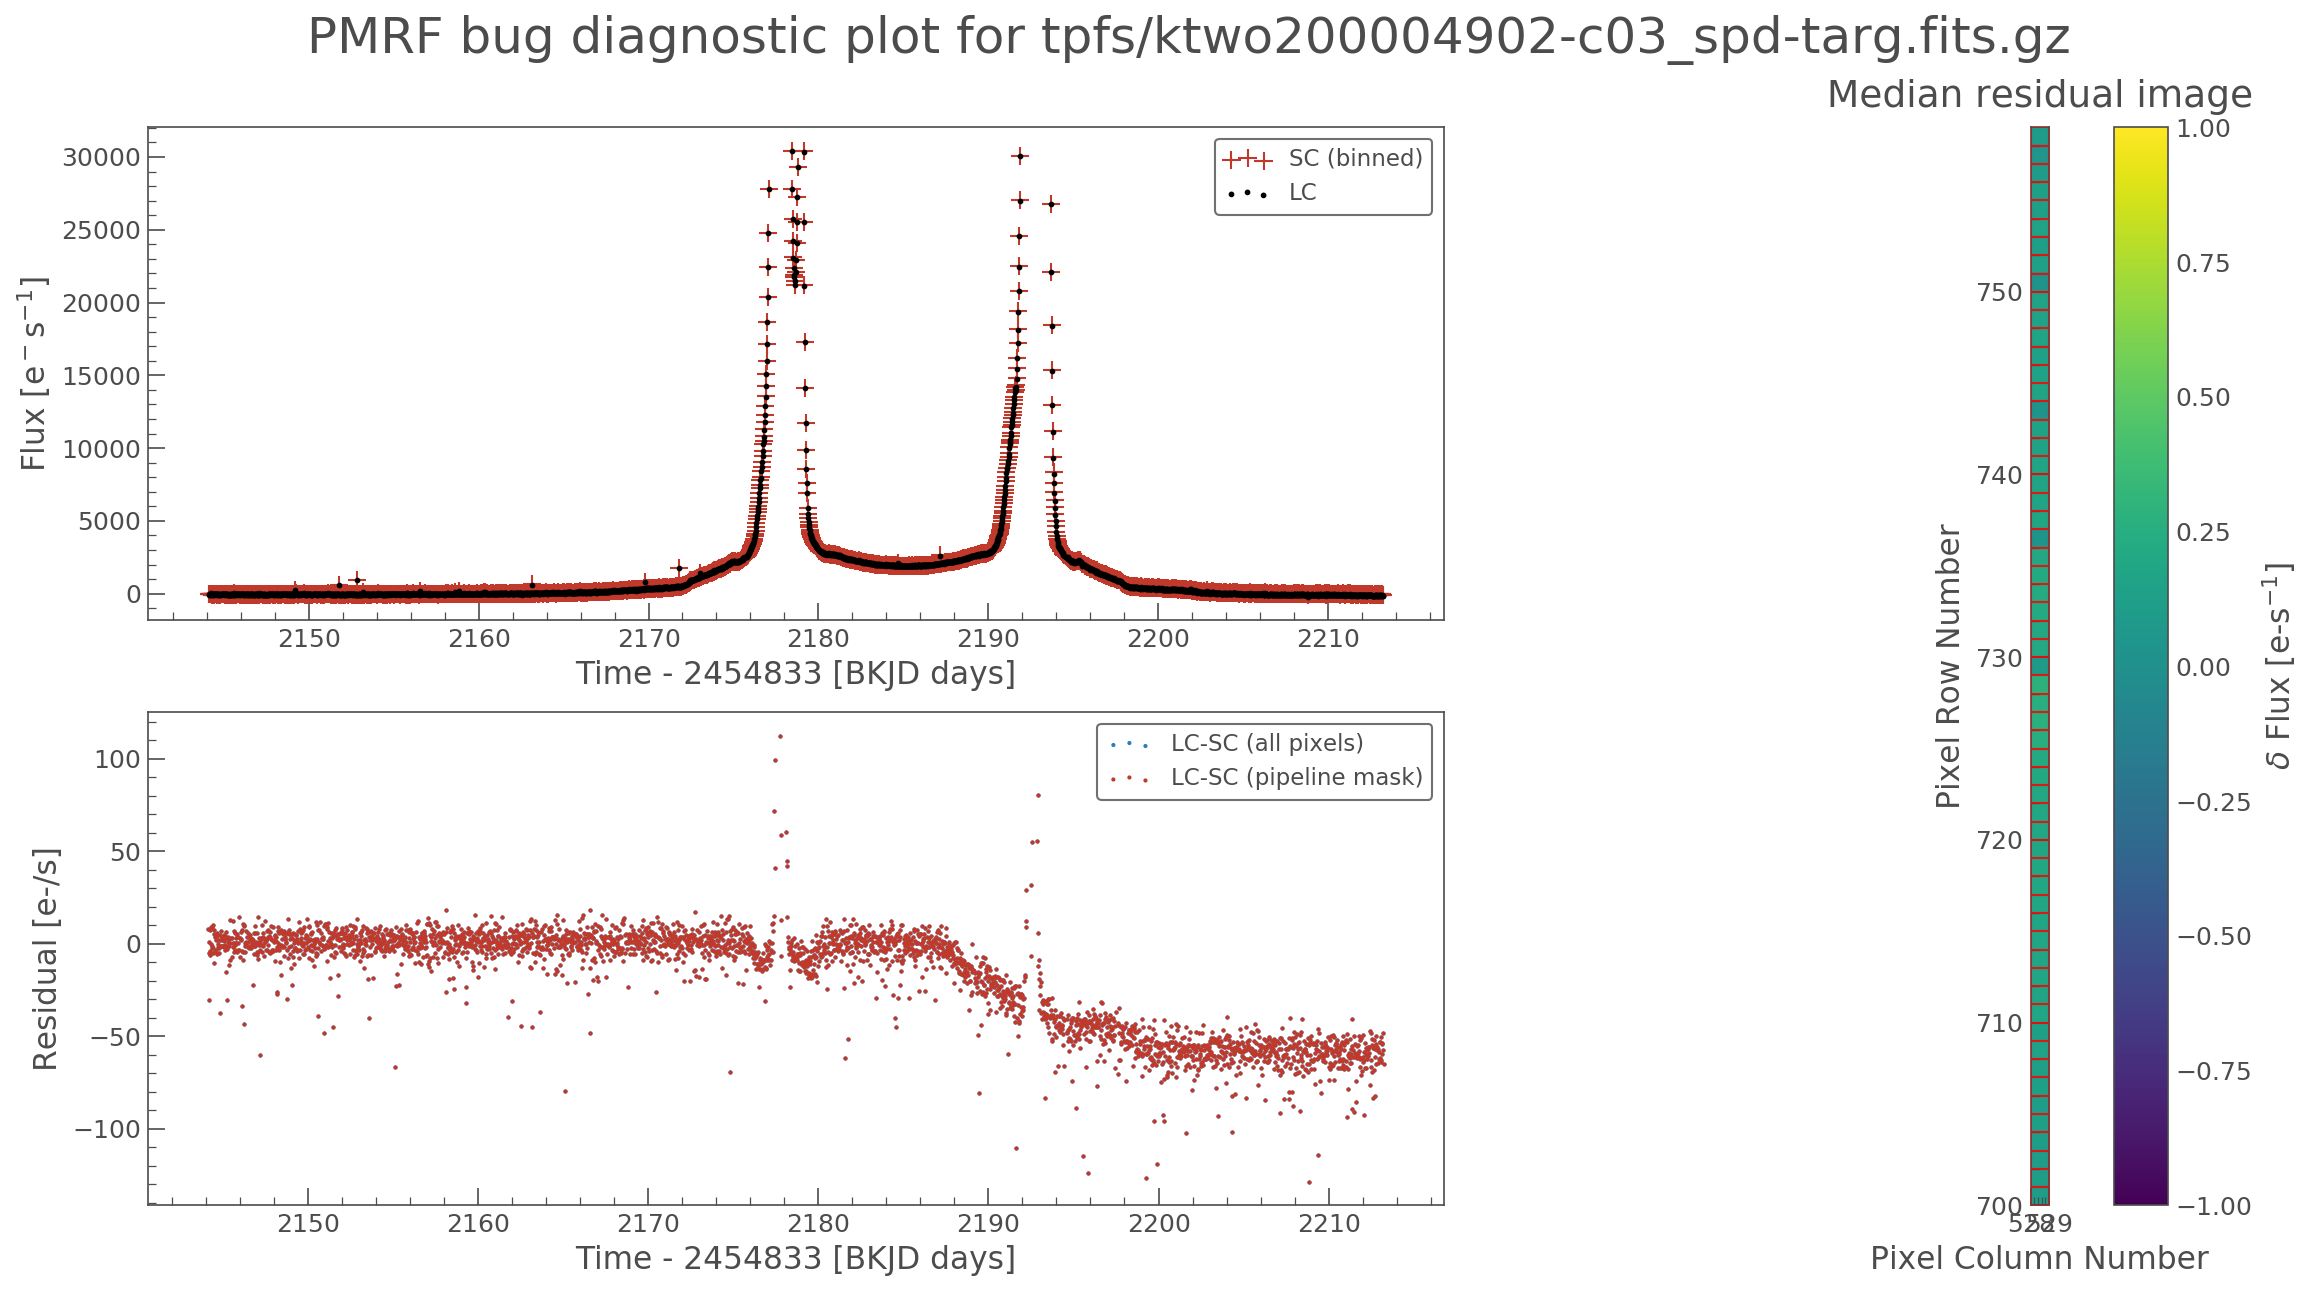 PMRF bug diagnostic plot for tpfs/ktwo200004902-c03_spd-targ.fits.gz
Flux [e⁻ s⁻¹]
30000
25000
20000
15000
10000
5000
0
SC (binned)
LC
2150 2160 2170 2180 2190 2200 2210
Time - 2454833 [BKJD days]
Residual [e-/s]
100
50
0
−50
−100
LC-SC (all pixels)
LC-SC (pipeline mask)
2150 2160 2170 2180 2190 2200 2210
Time - 2454833 [BKJD days]
Median residual image
Pixel Row Number
750
740
730
720
710
700
528 529
Pixel Column Number
1.00
0.75
0.50
0.25
0.00
−0.25
−0.50
−0.75
−1.00
δ Flux [e-s⁻¹]